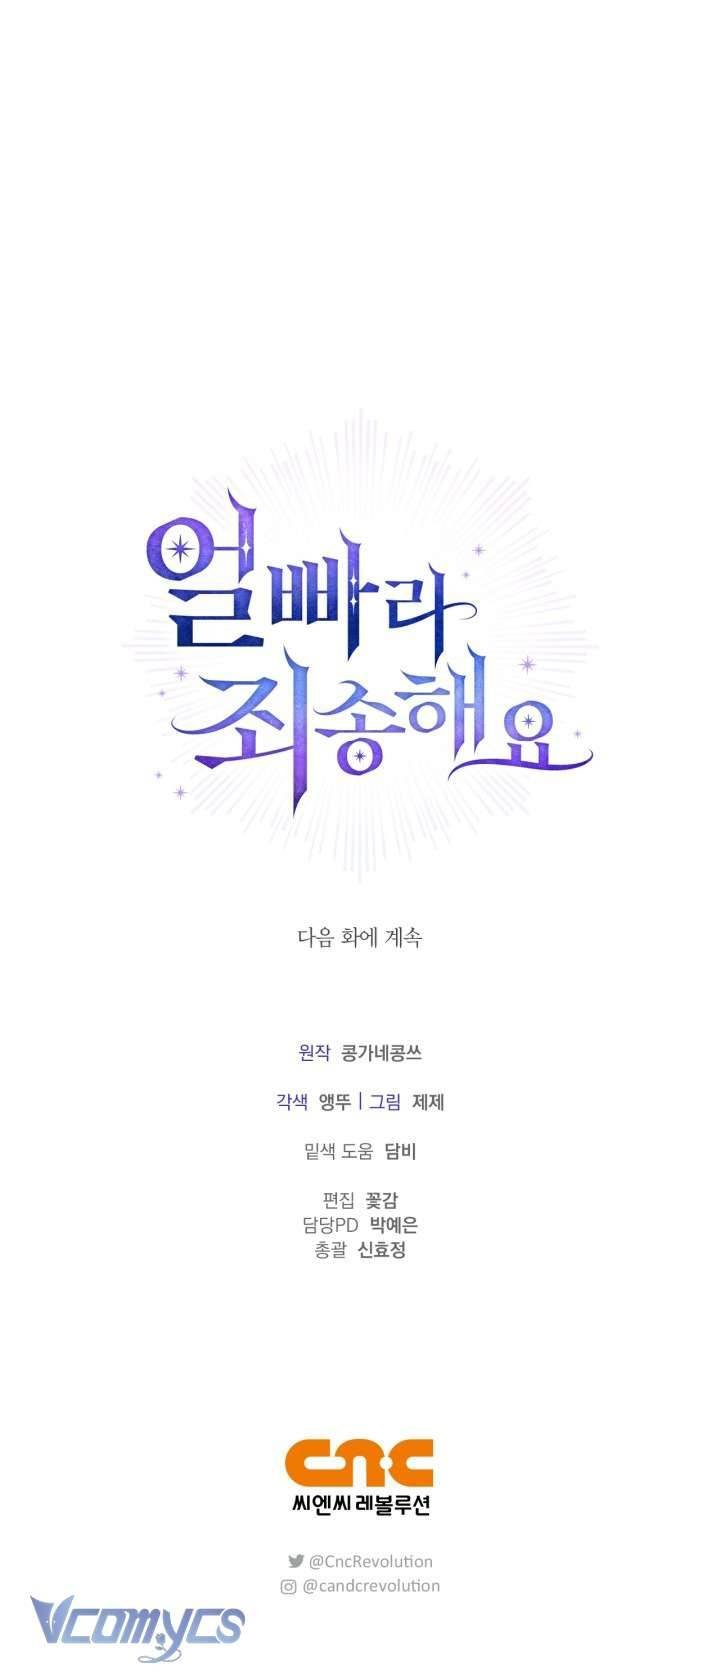 얼빠라
죄송해요
다음 화에 계속
원작 콩가네콩쓰
각색 앵뚜 | 그림 제제
밑색 도움 담비
편집 꽃감
담당PD 박예은
총괄 신효정
cnc
씨엔씨 레볼루션
@CncRevolution
@candcrevolution
Vcomycs